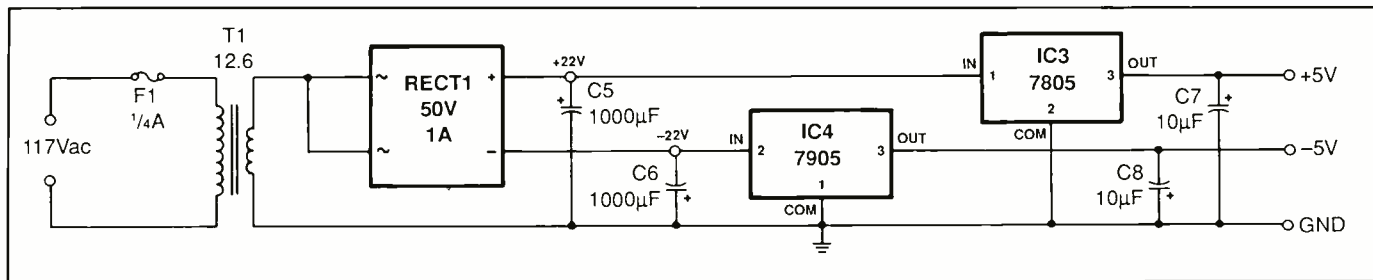 T1
12.6
F1
¼A
117Vac
~
~
RECT1
50V
1A
+
−
+22V
+
C5
1000µF
−22V
C6
1000µF
+
IN
2
IC4
7905
1
COM
OUT
3
IN
1
IC3
7805
2
COM
OUT
3
C7
10µF
+
C8
10µF
+
+5V
−5V
GND